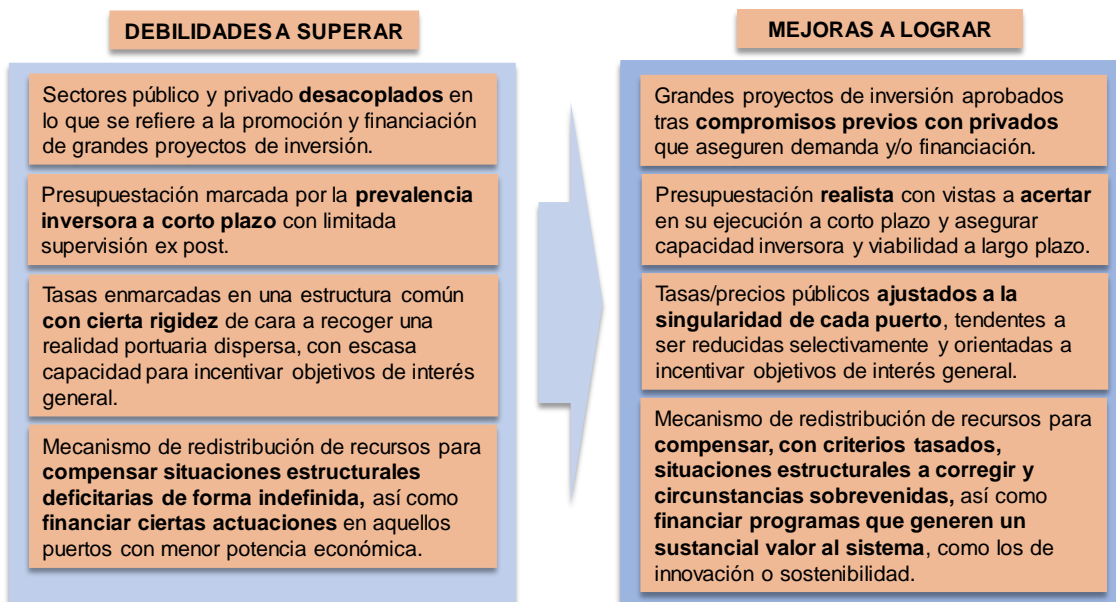 DEBILIDADES A SUPERAR
Sectores público y privado desacoplados en
lo que se refiere a la promoción y financiación
de grandes proyectos de inversión.
Presupuestación marcada por la prevalencia
inversora a corto plazo con limitada
supervisión ex post.
Tasas enmarcadas en una estructura común
con cierta rigidez de cara a recoger una
realidad portuaria dispersa, con escasa
capacidad para incentivar objetivos de interés
general.
Mecanismo de redistribución de recursos para
compensar situaciones estructurales
deficitarias de forma indefinida, así como
financiar ciertas actuaciones en aquellos
puertos con menor potencia económica.
MEJORAS A LOGRAR
Grandes proyectos de inversión aprobados
tras compromisos previos con privados
que aseguren demanda y/o financiación.
Presupuestación realista con vistas a acertar
en su ejecución a corto plazo y asegurar
capacidad inversora y viabilidad a largo plazo.
Tasas/precios públicos ajustados a la
singularidad de cada puerto, tendentes a
ser reducidas selectivamente y orientadas a
incentivar objetivos de interés general.
Mecanismo de redistribución de recursos para
compensar, con criterios tasados,
situaciones estructurales a corregir y
circunstancias sobrevenidas, así como
financiar programas que generen un
sustancial valor al sistema, como los de
innovación o sostenibilidad.